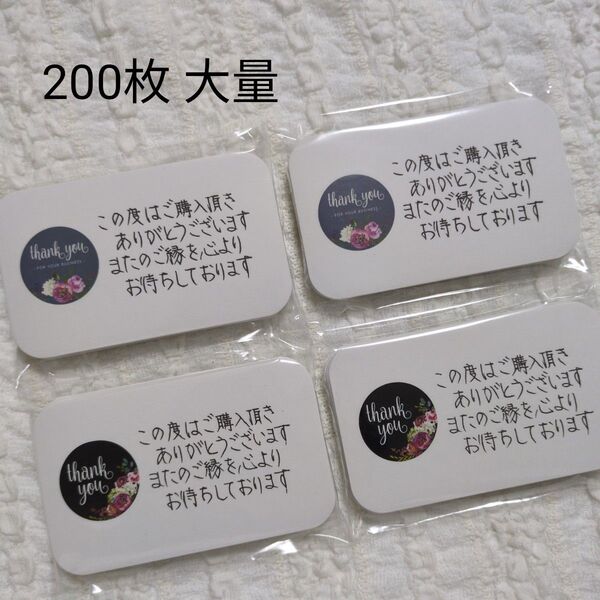 200枚 大量
thank you
FOR YOUR BUSINESS
この度はご購入頂き
ありがとうございます
またのご縁を心より
お待ちしております
thank you
FOR YOUR BUSINESS
この度はご購入頂き
ありがとうございます
またのご縁を心より
お待ちしております
thank
you
この度はご購入頂き
ありがとうございます
またのご縁を心より
お待ちしております
thank
you
この度はご購入頂き
ありがとうございます
またのご縁を心より
お待ちしております